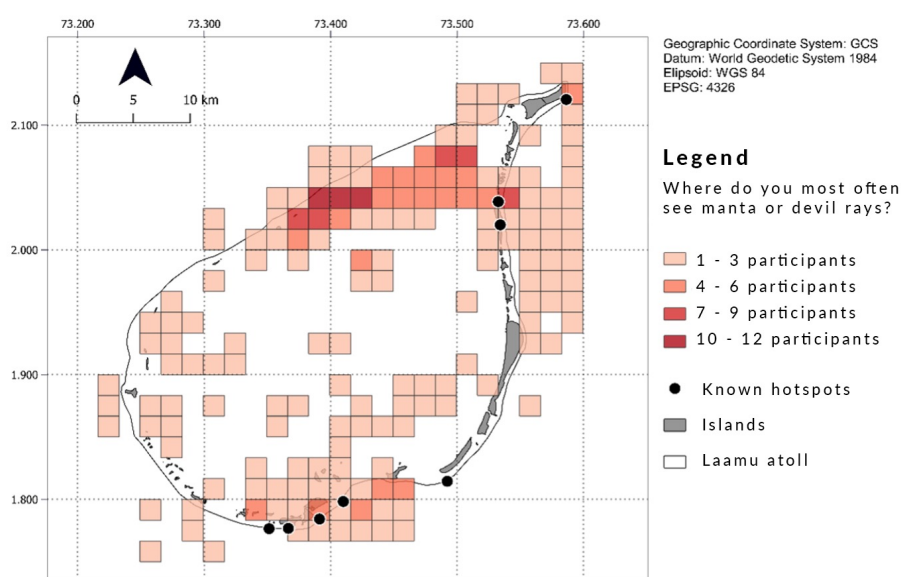 73.200 73.300 73.400 73.500 73.600
0 5 10 km
2.100
2.000
1.900
1.800
Geographic Coordinate System: GCS
Datum: World Geodetic System 1984
Elipsoid: WGS 84
EPSG: 4326
Legend
Where do you most often
see manta or devil rays?
1 - 3 participants
4 - 6 participants
7 - 9 participants
10 - 12 participants
Known hotspots
Islands
Laamu atoll